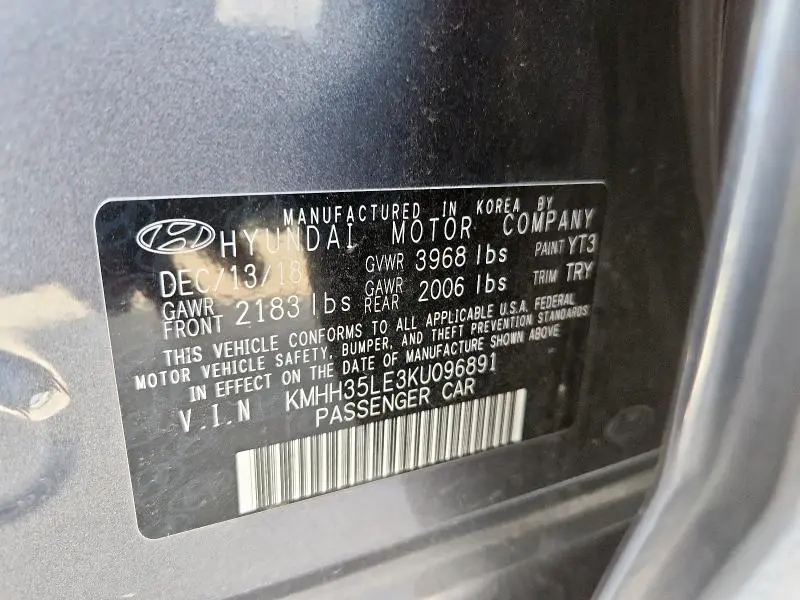 MANUFACTURED IN KOREA BY
HYUNDAI MOTOR COMPANY
DEC/13/18 GVWR 3968 lbs PAINT YT3
GAWR FRONT 2183 lbs GAWR REAR 2006 lbs TRIM TRY
THIS VEHICLE CONFORMS TO ALL APPLICABLE U.S.A. FEDERAL
MOTOR VEHICLE SAFETY, BUMPER, AND THEFT PREVENTION STANDARDS
IN EFFECT ON THE DATE OF MANUFACTURE SHOWN ABOVE
V.I.N KMHH35LE3KU096891
PASSENGER CAR